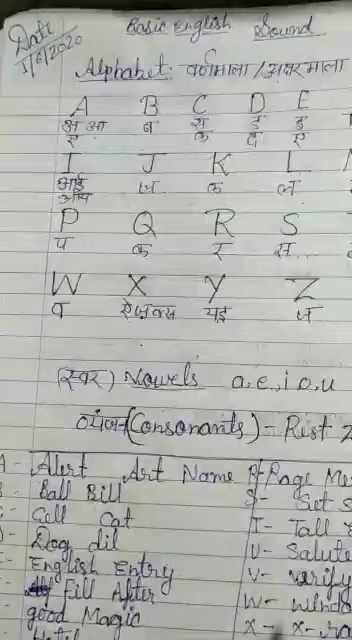 Date
1/6/2020
Basic English Sound
Alphabet: वर्णमाला / अक्षरमाला
A B C D E
अ आ ब स ड इ
ए क द ए
I J K L
आई ज क ल
आय
P Q R S
प क र स
W X Y Z
व ऐक्स यइ ज
(स्वर) Vowels a, e, i, o, u
व्यंजन (Consonants) - Rist
A - Alert Art Name R - Rage
Ball Bill S - Set
Cell Cat T - Tall
Dog dil U - Salute
English Entry V - verify
Fill After W -
good Magic X -